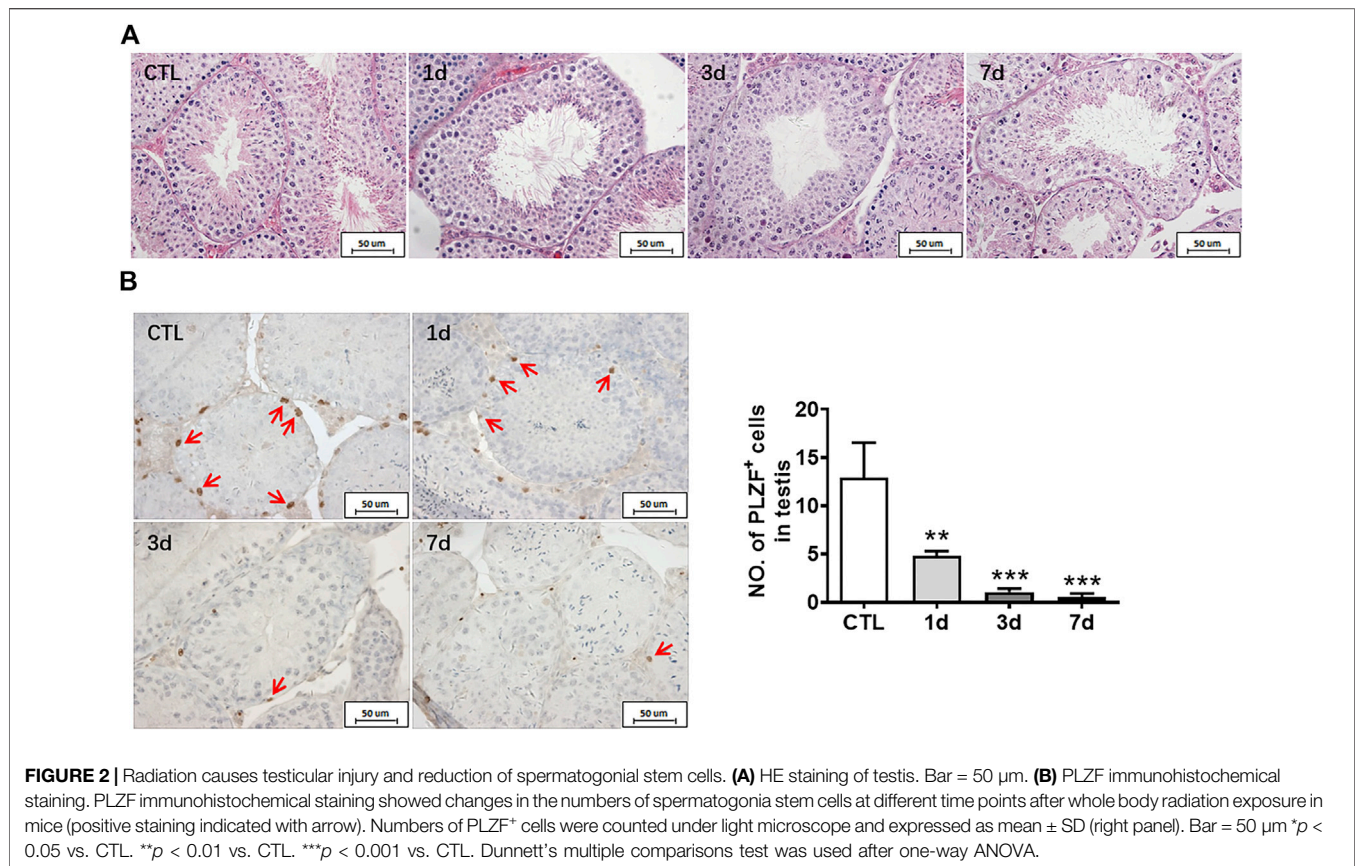 A
CTL
1d
3d
7d
50 um
50 um
50 um
50 um
B
CTL
1d
50 um
50 um
3d
7d
50 um
50 um
NO. of PLZF+ cells
in testis
20
15
10
5
0
**
***
***
CTL
1d
3d
7d
FIGURE 2 | Radiation causes testicular injury and reduction of spermatogonial stem cells. (A) HE staining of testis. Bar = 50 µm. (B) PLZF immunohistochemical
staining. PLZF immunohistochemical staining showed changes in the numbers of spermatogonia stem cells at different time points after whole body radiation exposure in
mice (positive staining indicated with arrow). Numbers of PLZF+ cells were counted under light microscope and expressed as mean ± SD (right panel). Bar = 50 µm *p <
0.05 vs. CTL. **p < 0.01 vs. CTL. ***p < 0.001 vs. CTL. Dunnett's multiple comparisons test was used after one-way ANOVA.